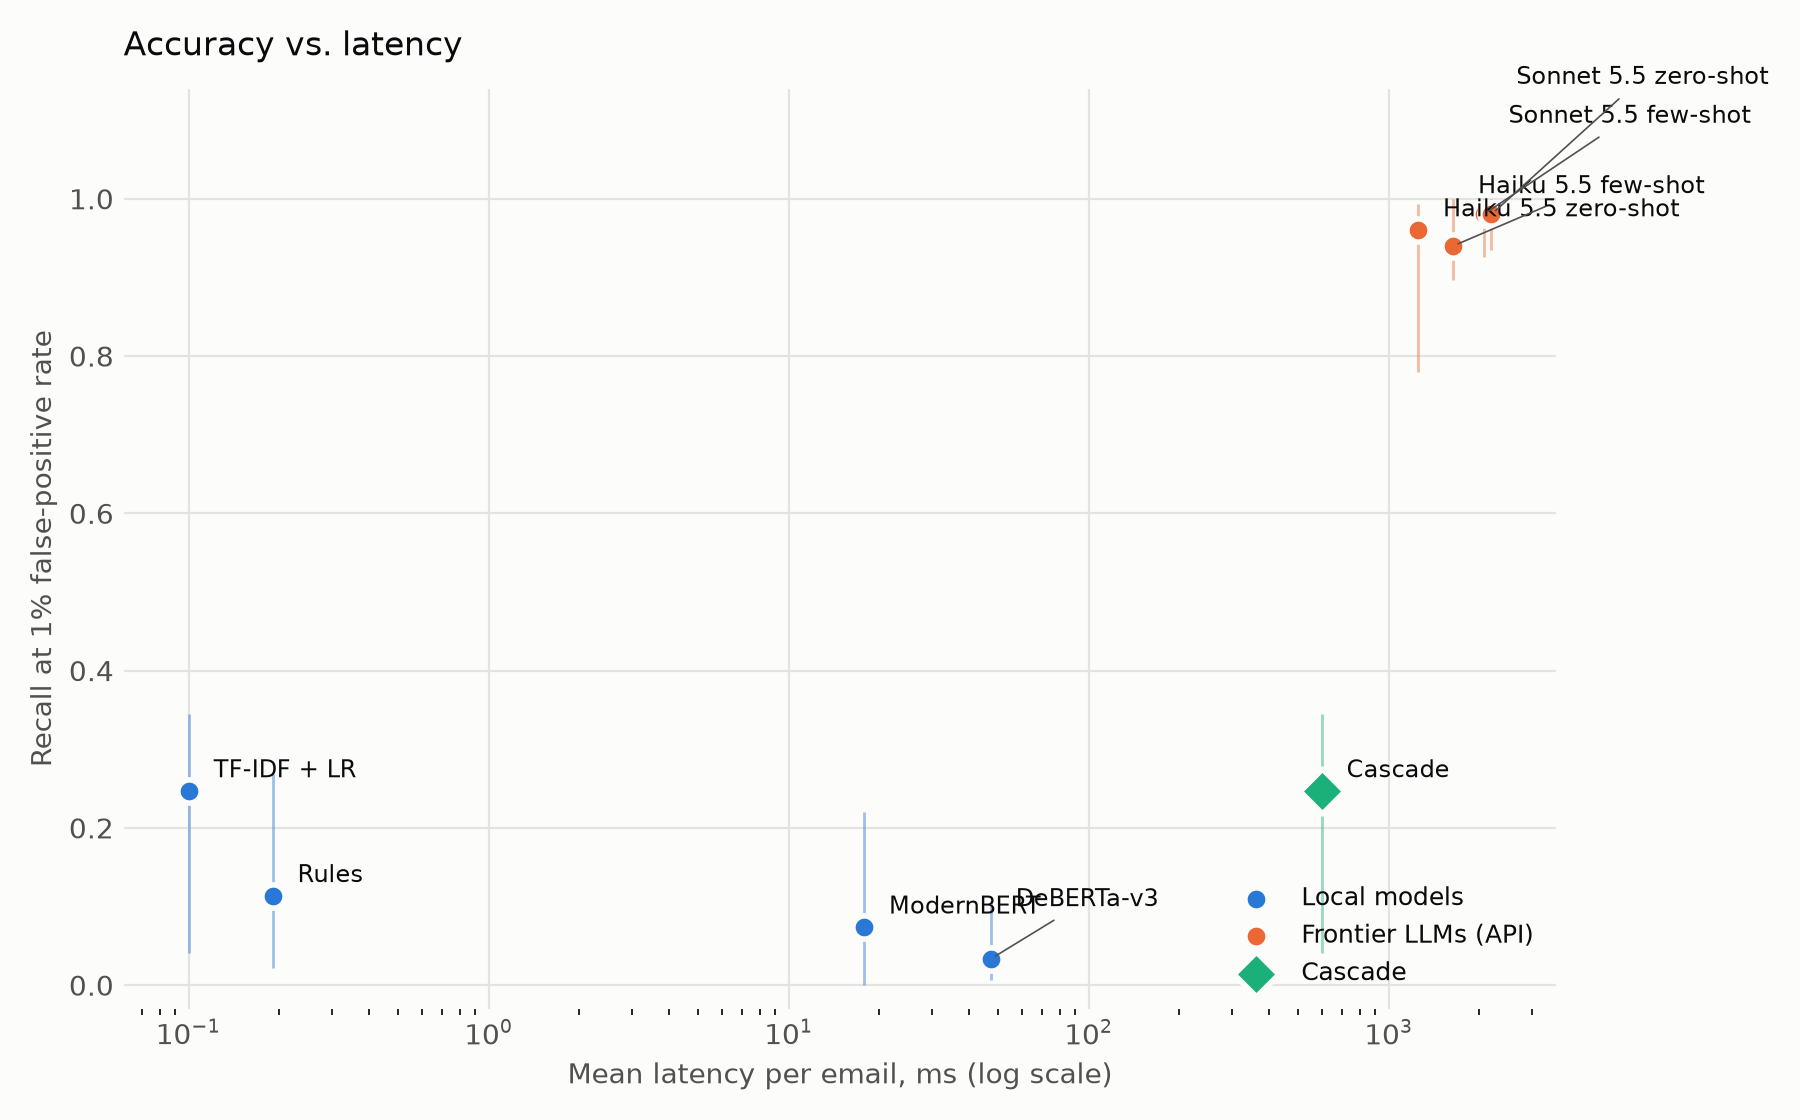 Accuracy vs. latency
Sonnet 5.5 zero-shot
Sonnet 5.5 few-shot
Haiku 5.5 few-shot
Haiku 5.5 zero-shot
1.0
0.8
0.6
0.4
0.2
0.0
Recall at 1% false-positive rate
TF-IDF + LR
Rules
ModernBERT
DeBERTa-v3
Cascade
Local models
Frontier LLMs (API)
Cascade
10⁻¹ 10⁰ 10¹ 10² 10³
Mean latency per email, ms (log scale)